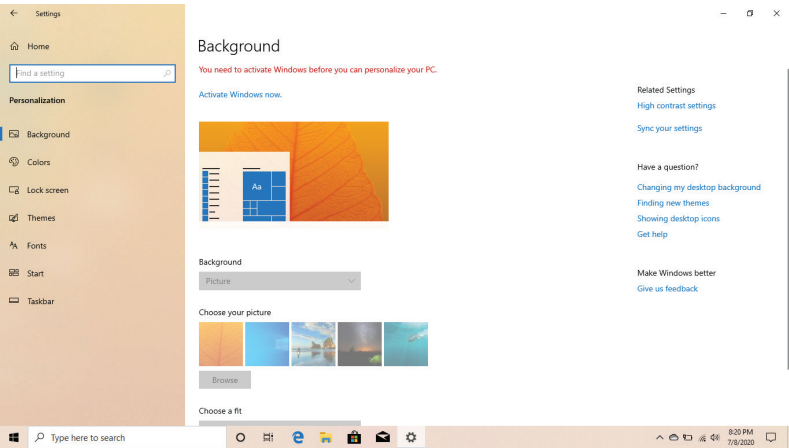 Settings
Home
Find a setting
Personalization
Background
Colors
Lock screen
Themes
Fonts
Start
Taskbar
Background
You need to activate Windows before you can personalize your PC.
Activate Windows now.
Aa
Background
Picture
Choose your picture
Browse
Choose a fit
Related Settings
High contrast settings
Sync your settings
Have a question?
Changing my desktop background
Finding new themes
Showing desktop icons
Get help
Make Windows better
Give us feedback
Type here to search
8:20 PM
7/8/2020